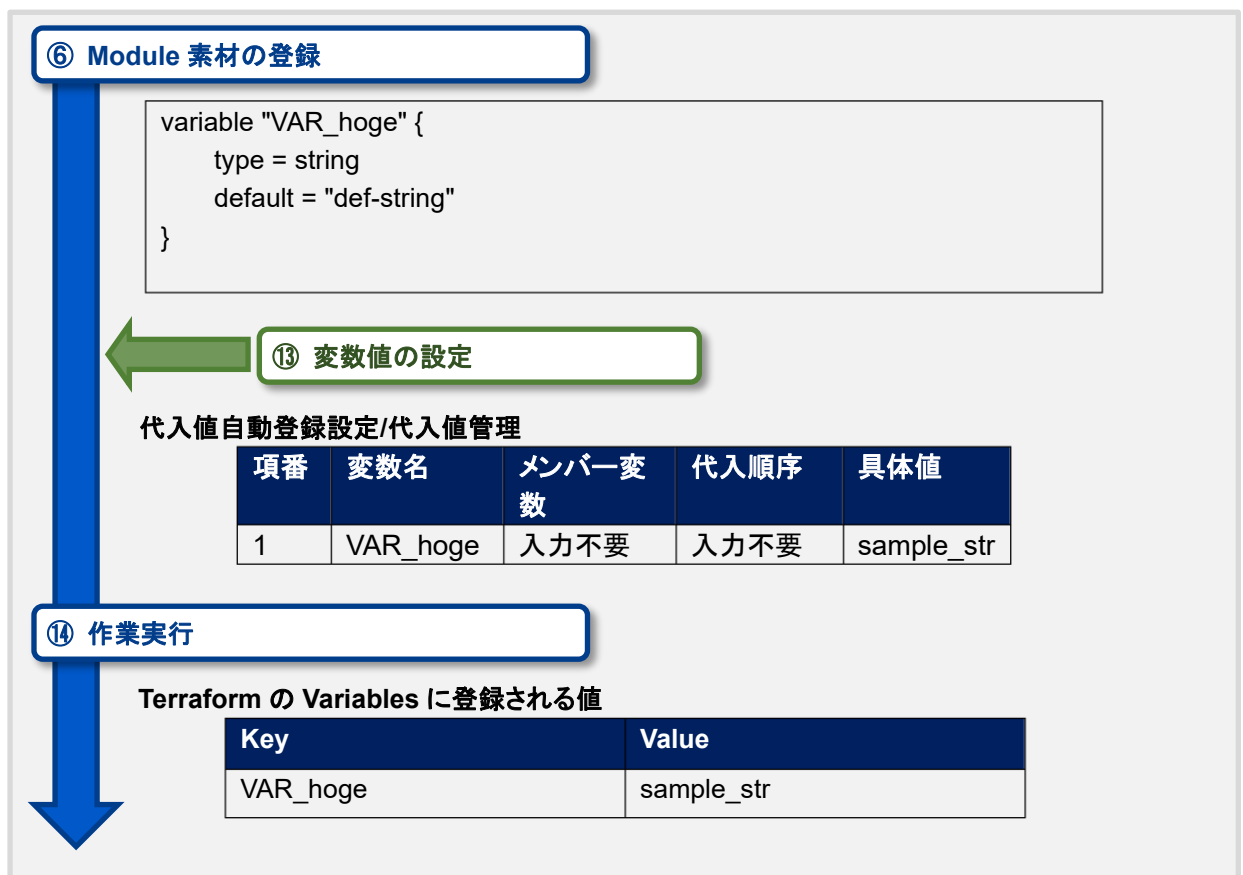 ⑥ Module 素材の登録
variable "VAR_hoge" {
type = string
default = "def-string"
}
⑬ 変数値の設定
代入値自動登録設定/代入値管理
項番 変数名 メンバー変数 代入順序 具体値
1 VAR_hoge 入力不要 入力不要 sample_str
⑭ 作業実行
Terraform の Variables に登録される値
Key Value
VAR_hoge sample_str